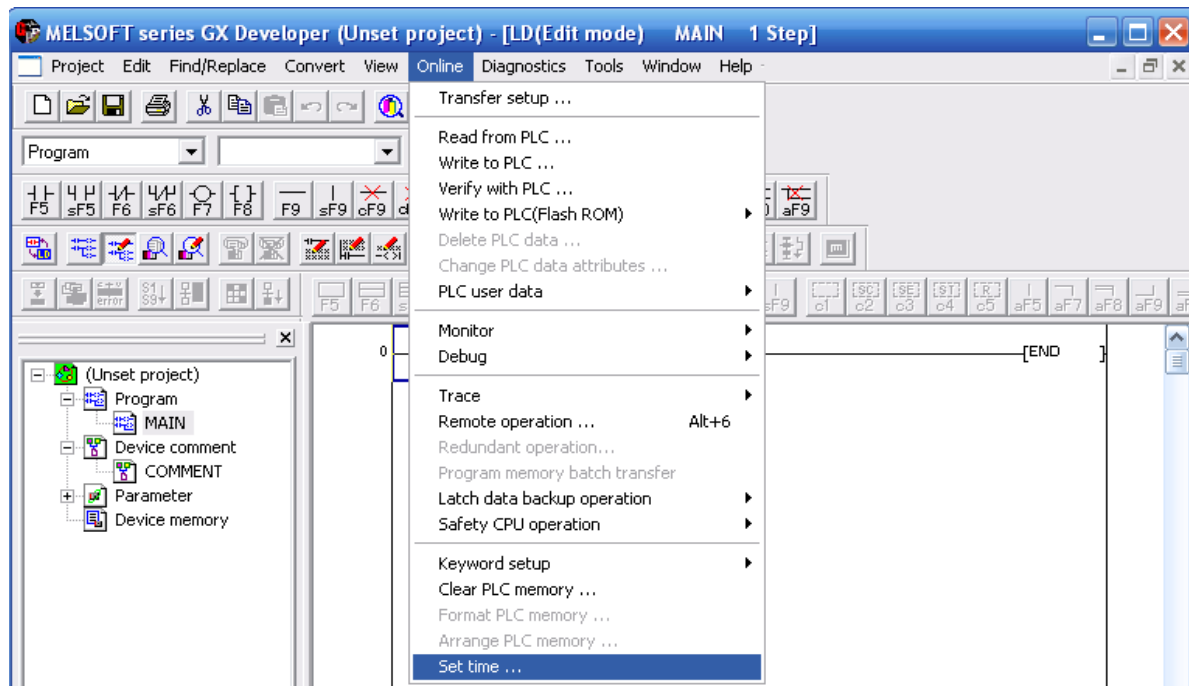 MELSOFT series GX Developer (Unset project) - [LD(Edit mode) MAIN 1 Step]
Project Edit Find/Replace Convert View Online Diagnostics Tools Window Help
Program
F5 sF5 F6 sF6 F7 F8 F9 sF9 cF9 aF9
error
F5 F6 sF9 c1 c2 c3 c4 c5 aF5 aF7 aF8 aF9
Transfer setup ...
Read from PLC ...
Write to PLC ...
Verify with PLC ...
Write to PLC(Flash ROM)
Delete PLC data ...
Change PLC data attributes ...
PLC user data
Monitor
Debug
Trace
Remote operation ... Alt+6
Redundant operation...
Program memory batch transfer
Latch data backup operation
Safety CPU operation
Keyword setup
Clear PLC memory ...
Format PLC memory ...
Arrange PLC memory ...
Set time ...
(Unset project)
Program
MAIN
Device comment
COMMENT
Parameter
Device memory
0 [END ]